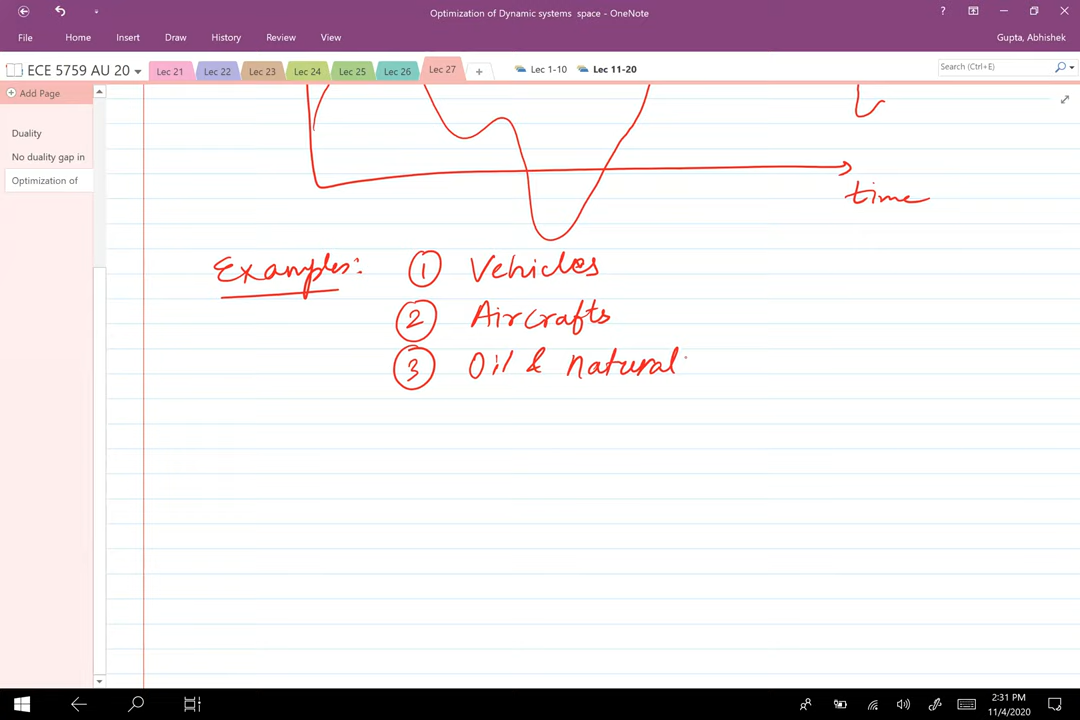 Optimization of Dynamic systems space - OneNote
?
File Home Insert Draw History Review View Gupta, Abhishek
ECE 5759 AU 20 Lec 21 Lec 22 Lec 23 Lec 24 Lec 25 Lec 26 Lec 27 + Lec 1-10 Lec 11-20 Search (Ctrl+E)
Add Page
Duality
No duality gap in
Optimization of
time
Examples: 1 Vehicles
2 Aircrafts
3 Oil & Natural
2:31 PM
11/4/2020